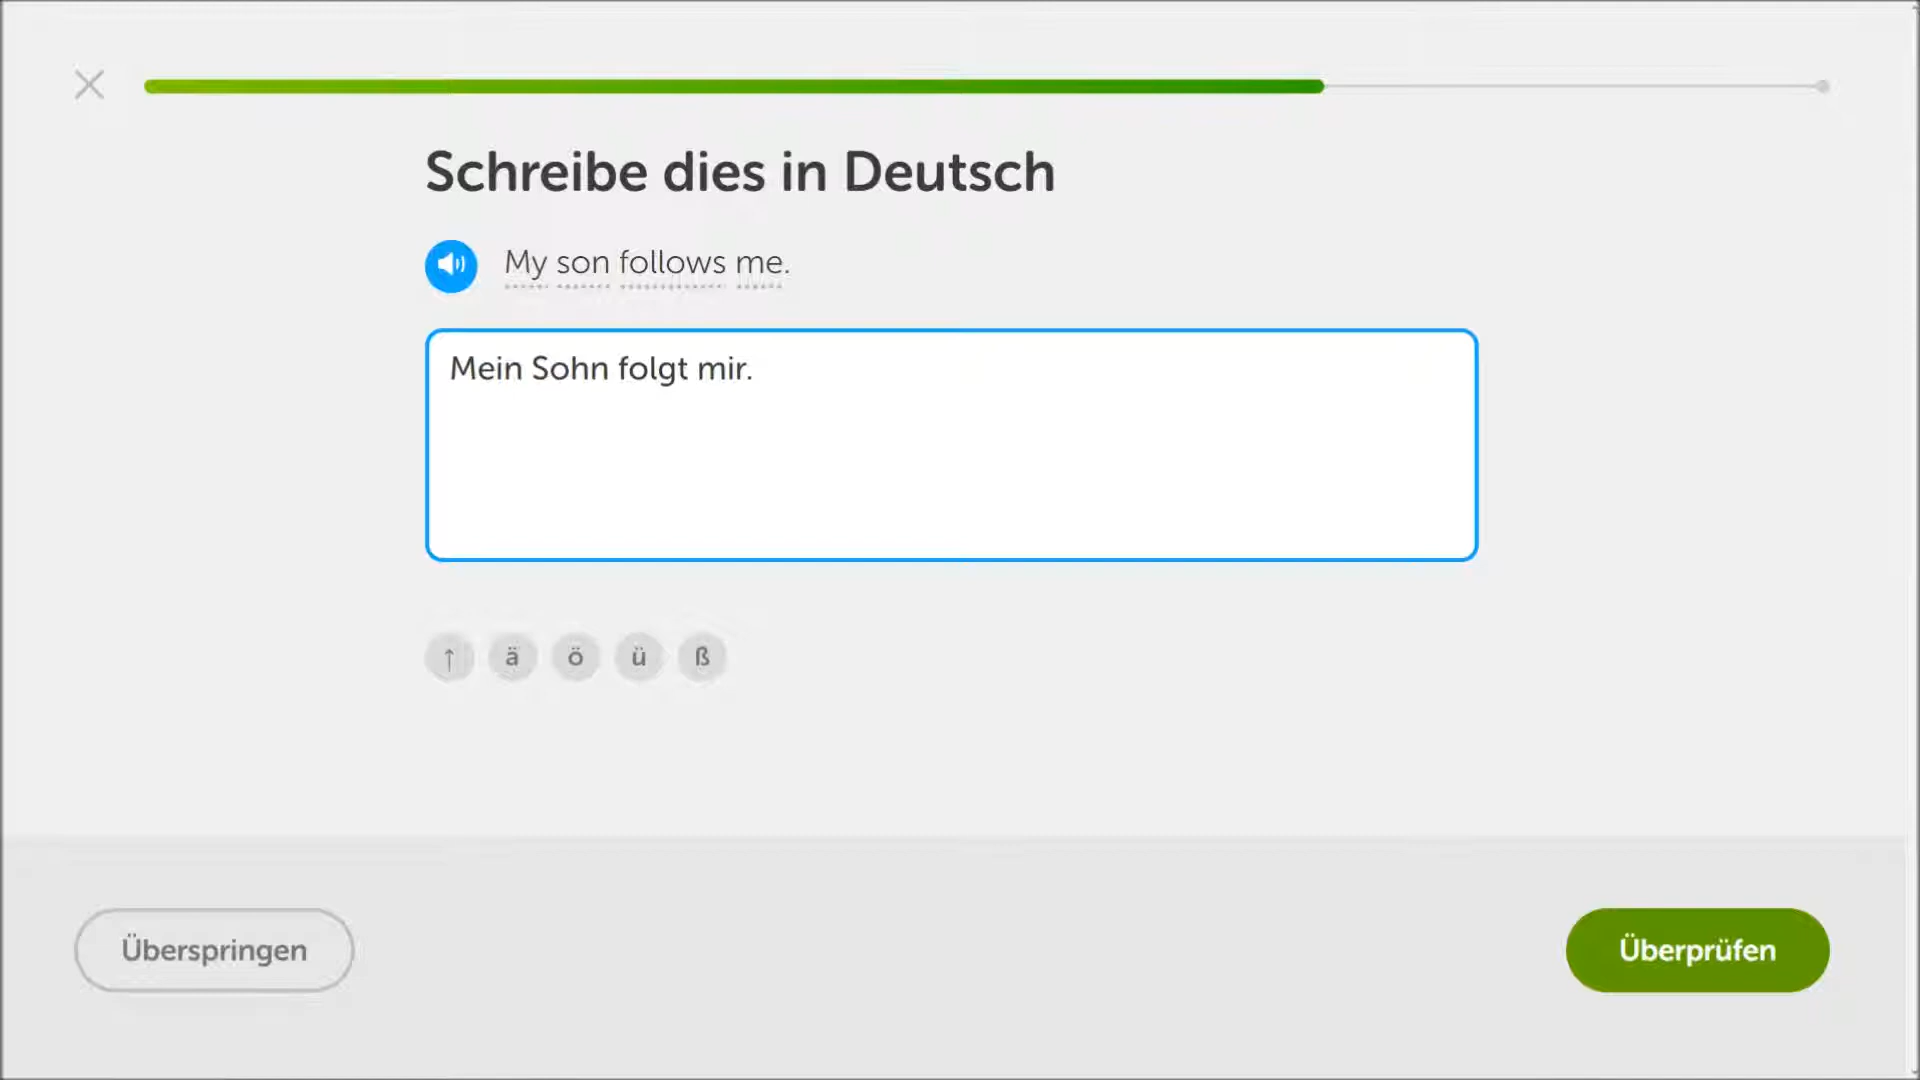 Schreibe dies in Deutsch
My son follows me.
Mein Sohn folgt mir.
↑ ä ö ü ß
Überspringen
Überprüfen